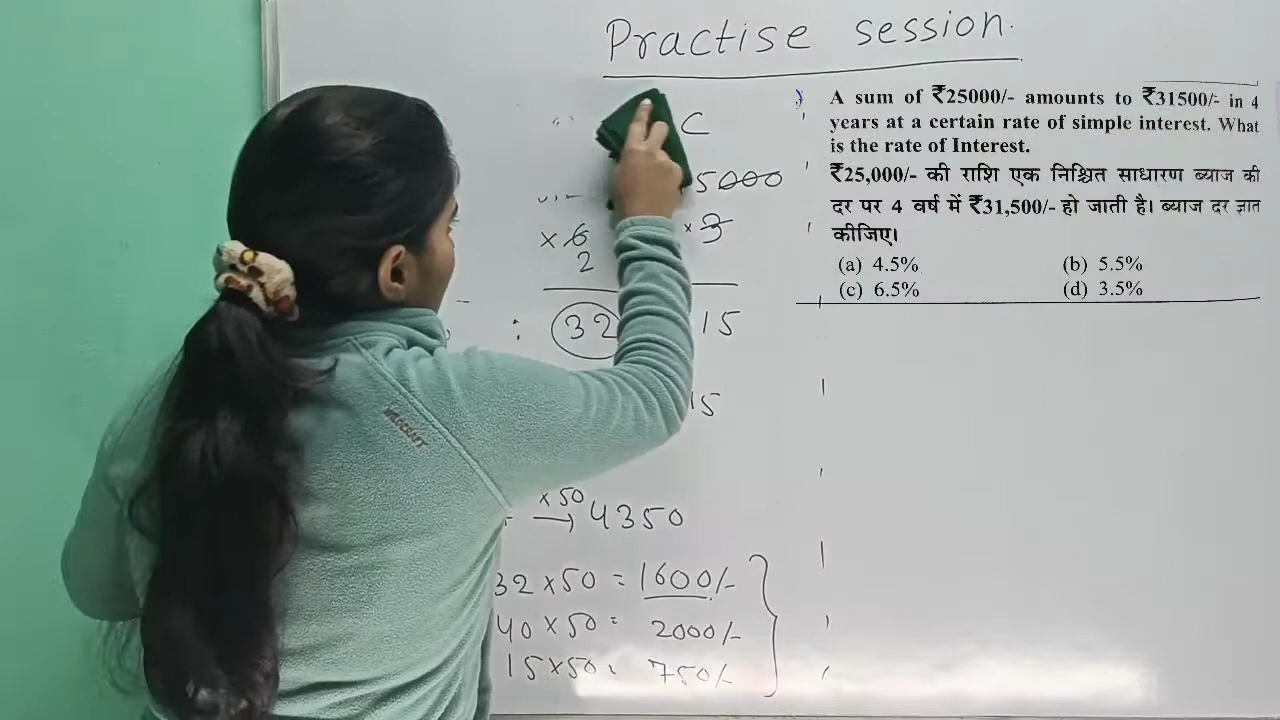 Practise session.
C
5000
× 6 × 3
2
: 32 15
15
×50
→ 4350
32 × 50 = 1600/-
40 × 50 = 2000/-
15 × 50 = 750/-
WILDCRAFT
A sum of ₹25000/- amounts to ₹31500/- in 4
years at a certain rate of simple interest. What
is the rate of Interest.
₹25,000/- की राशि एक निश्चित साधारण ब्याज की
दर पर 4 वर्ष में ₹31,500/- हो जाती है। ब्याज दर ज्ञात
कीजिए।
(a) 4.5% (b) 5.5%
(c) 6.5% (d) 3.5%